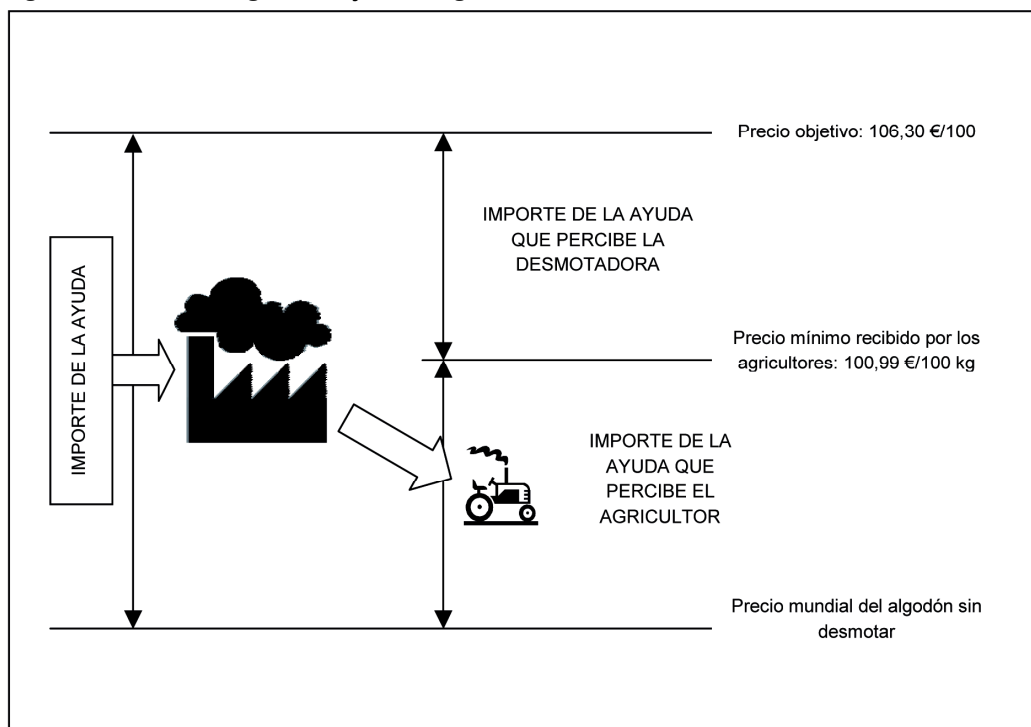 Precio objetivo: 106,30 €/100
IMPORTE DE LA AYUDA
QUE PERCIBE LA
DESMOTADORA
IMPORTE DE LA AYUDA
Precio mínimo recibido por los
agricultores: 100,99 €/100 kg
IMPORTE DE LA
AYUDA QUE
PERCIBE EL
AGRICULTOR
Precio mundial del algodón sin
desmotar